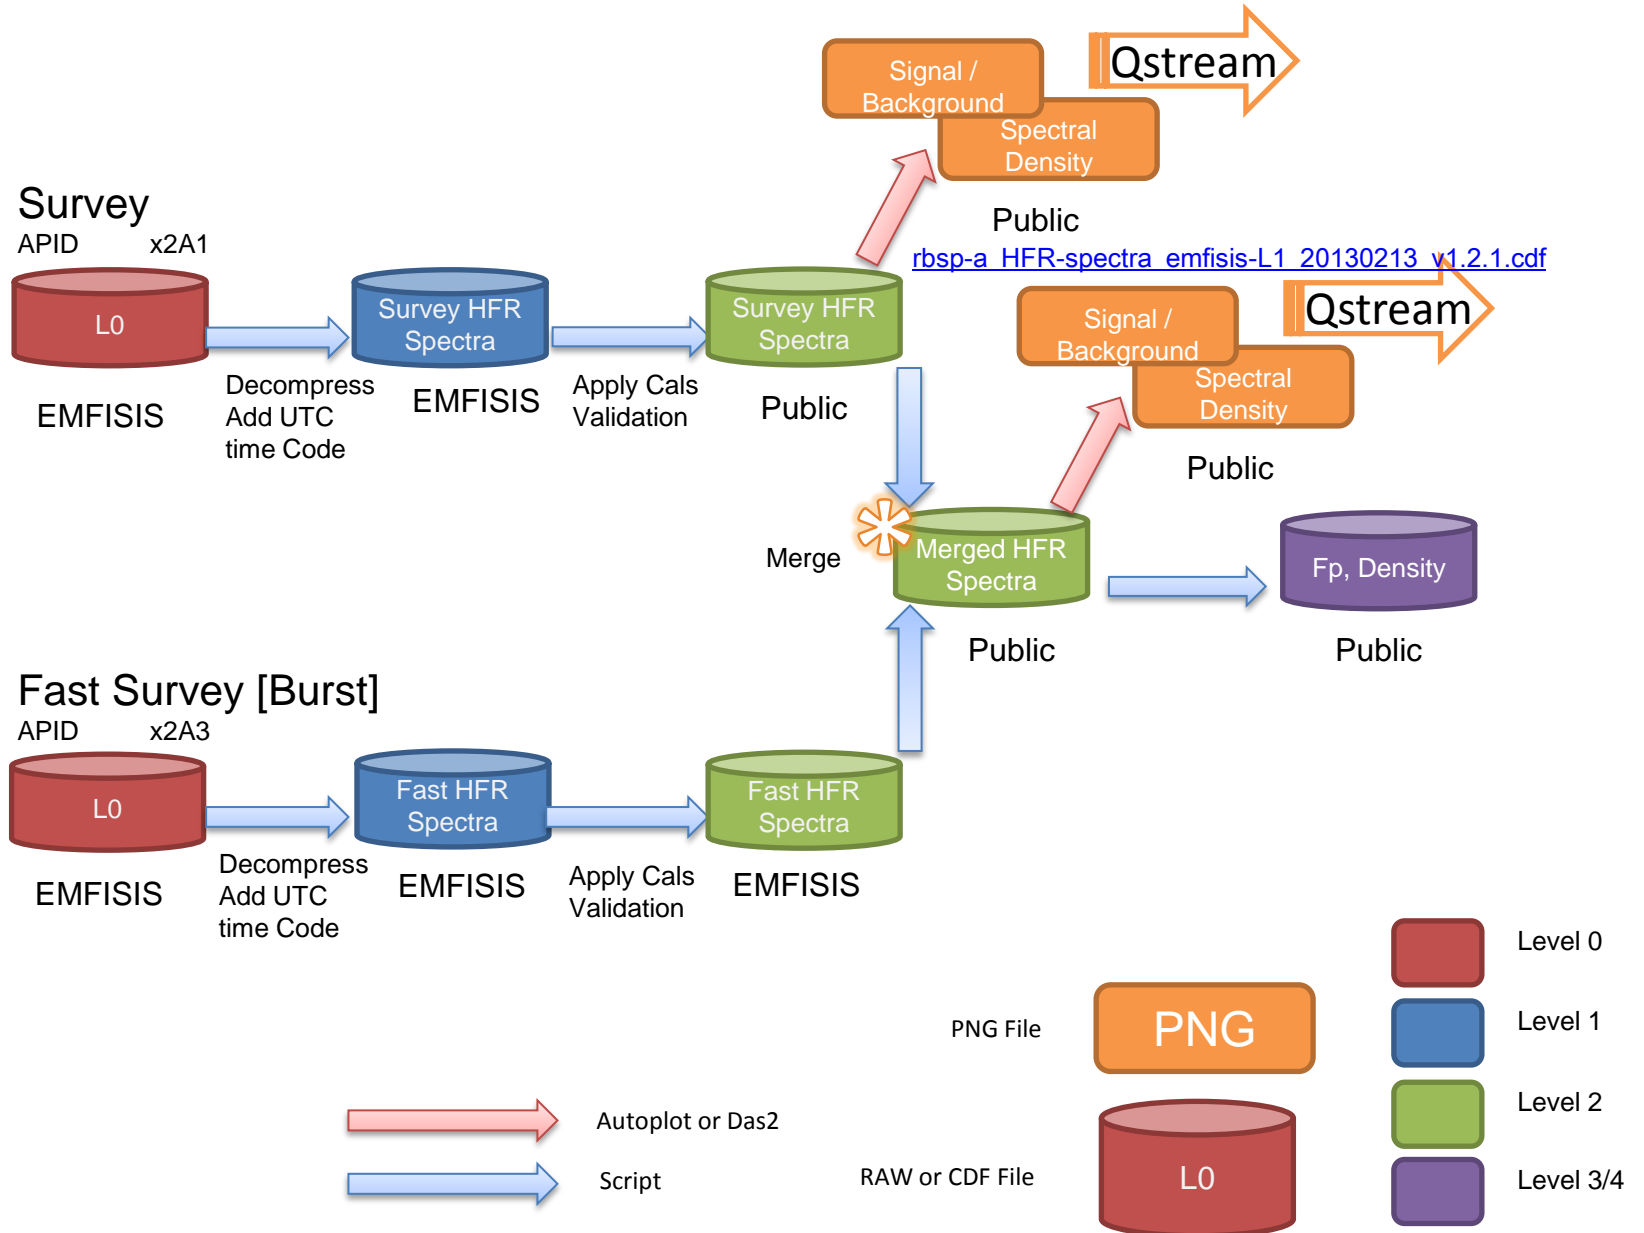 Signal /
Background
Qstream
Spectral
Density
Survey
APID x2A1
Public
rbsp-a_HFR-spectra_emfisis-L1_20130213_v1.2.1.cdf
L0
Survey HFR
Spectra
Survey HFR
Spectra
Signal /
Background
Qstream
Spectral
Density
EMFISIS
Decompress
Add UTC
time Code
EMFISIS
Apply Cals
Validation
Public
Public
Merge
Merged HFR
Spectra
Fp, Density
Public
Public
Fast Survey [Burst]
APID x2A3
L0
Fast HFR
Spectra
Fast HFR
Spectra
EMFISIS
Decompress
Add UTC
time Code
EMFISIS
Apply Cals
Validation
EMFISIS
Level 0
PNG File
PNG
Level 1
Autoplot or Das2
Level 2
Script
RAW or CDF File
L0
Level 3/4